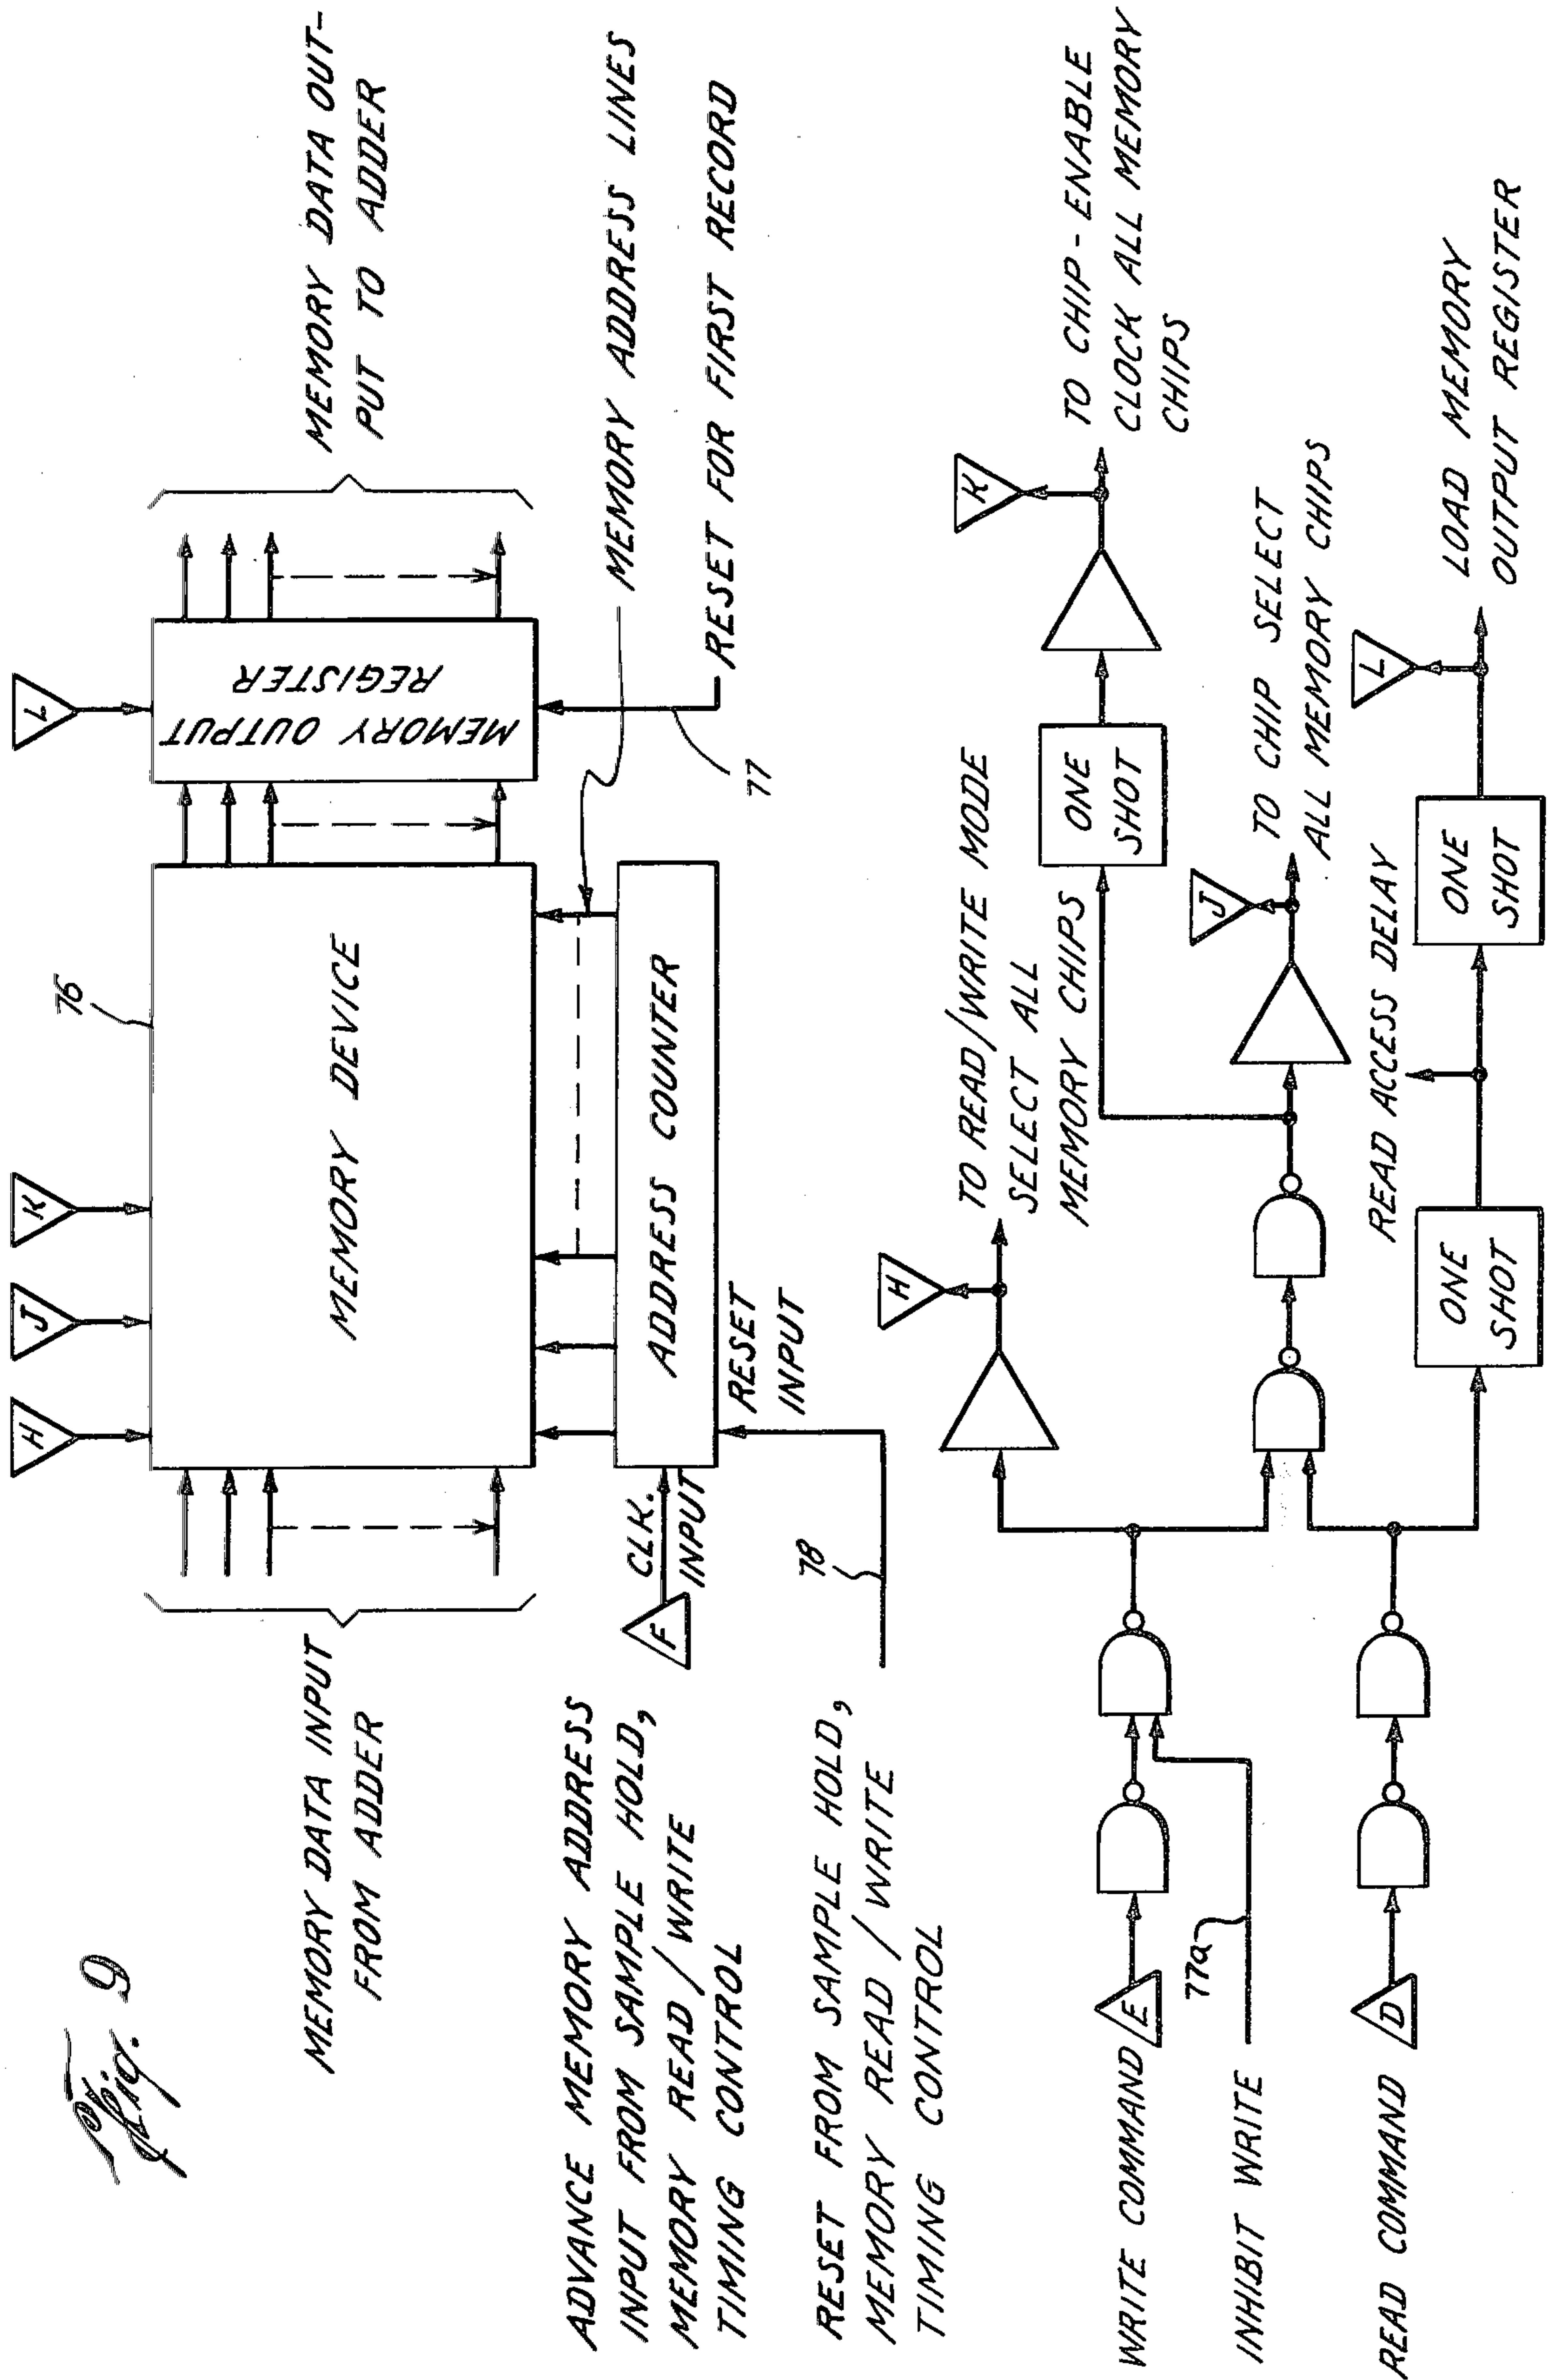 Fig. 9
MEMORY DATA INPUT
FROM ADDER
H
J
K
L
76
MEMORY DEVICE
MEMORY OUTPUT
REGISTER
MEMORY DATA OUT-
PUT TO ADDER
ADVANCE MEMORY ADDRESS
INPUT FROM SAMPLE HOLD,
MEMORY READ/WRITE
TIMING CONTROL
F
CLK.
INPUT
ADDRESS COUNTER
RESET
INPUT
77
RESET FOR FIRST RECORD
MEMORY ADDRESS LINES
RESET FROM SAMPLE HOLD,
MEMORY READ/WRITE
TIMING CONTROL
78
H
TO READ/WRITE MODE
SELECT ALL
MEMORY CHIPS
ONE
SHOT
K
TO CHIP-ENABLE
CLOCK ALL MEMORY
CHIPS
WRITE COMMAND
E
77a
INHIBIT WRITE
J
TO CHIP SELECT
ALL MEMORY CHIPS
READ COMMAND
D
ONE
SHOT
READ ACCESS DELAY
ONE
SHOT
L
LOAD MEMORY
OUTPUT REGISTER